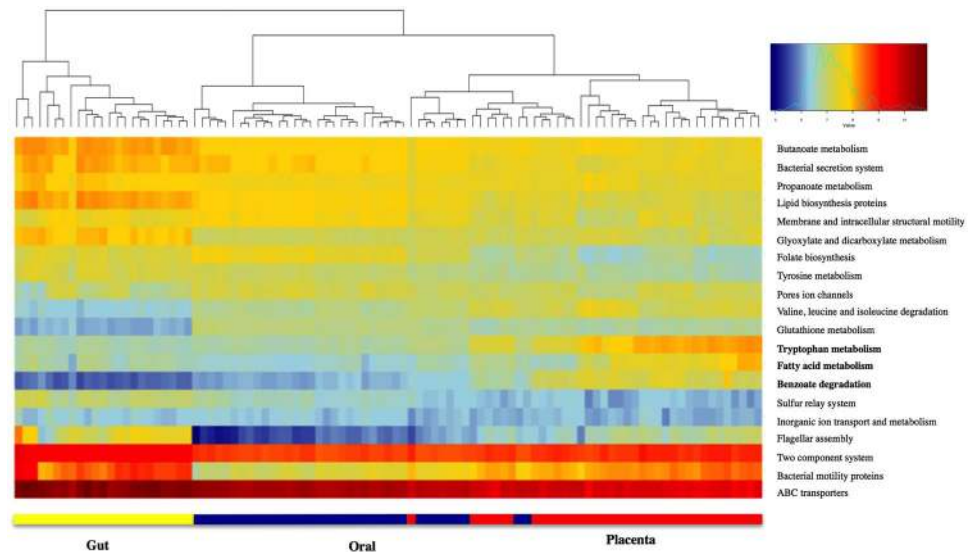 Value
Butanoate metabolism
Bacterial secretion system
Propanoate metabolism
Lipid biosynthesis proteins
Membrane and intracellular structural motility
Glyoxylate and dicarboxylate metabolism
Folate biosynthesis
Tyrosine metabolism
Pores ion channels
Valine, leucine and isoleucine degradation
Glutathione metabolism
Tryptophan metabolism
Fatty acid metabolism
Benzoate degradation
Sulfur relay system
Inorganic ion transport and metabolism
Flagellar assembly
Two component system
Bacterial motility proteins
ABC transporters
Gut Oral Placenta